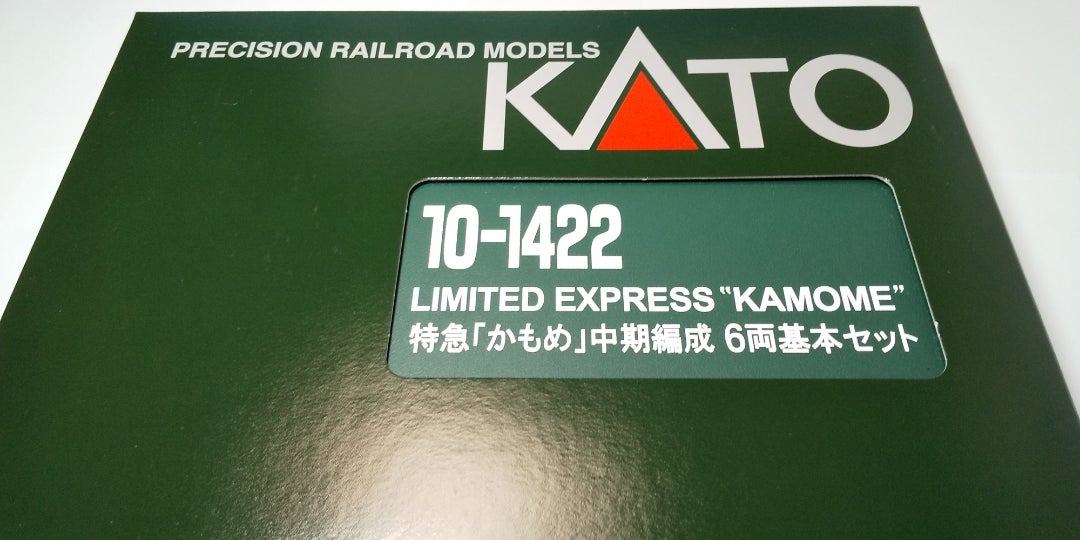 PRECISION RAILROAD MODELS
KATO
10-1422
LIMITED EXPRESS “KAMOME”
特急「かもめ」中期編成 6両基本セット